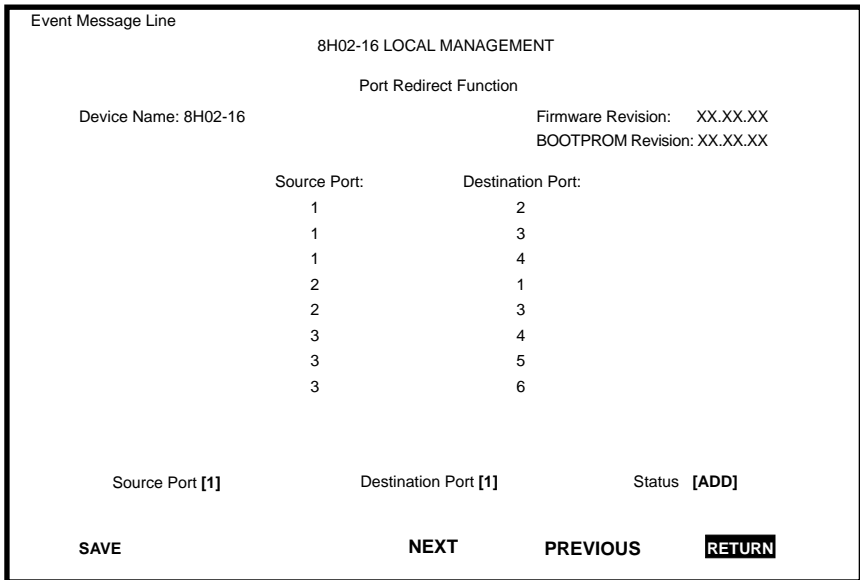 Event Message Line
8H02-16 LOCAL MANAGEMENT
Port Redirect Function
Device Name: 8H02-16 Firmware Revision: XX.XX.XX
BOOTPROM Revision: XX.XX.XX
Source Port: Destination Port:
1 2
1 3
1 4
2 1
2 3
3 4
3 5
3 6
Source Port [1] Destination Port [1] Status [ADD]
SAVE NEXT PREVIOUS RETURN